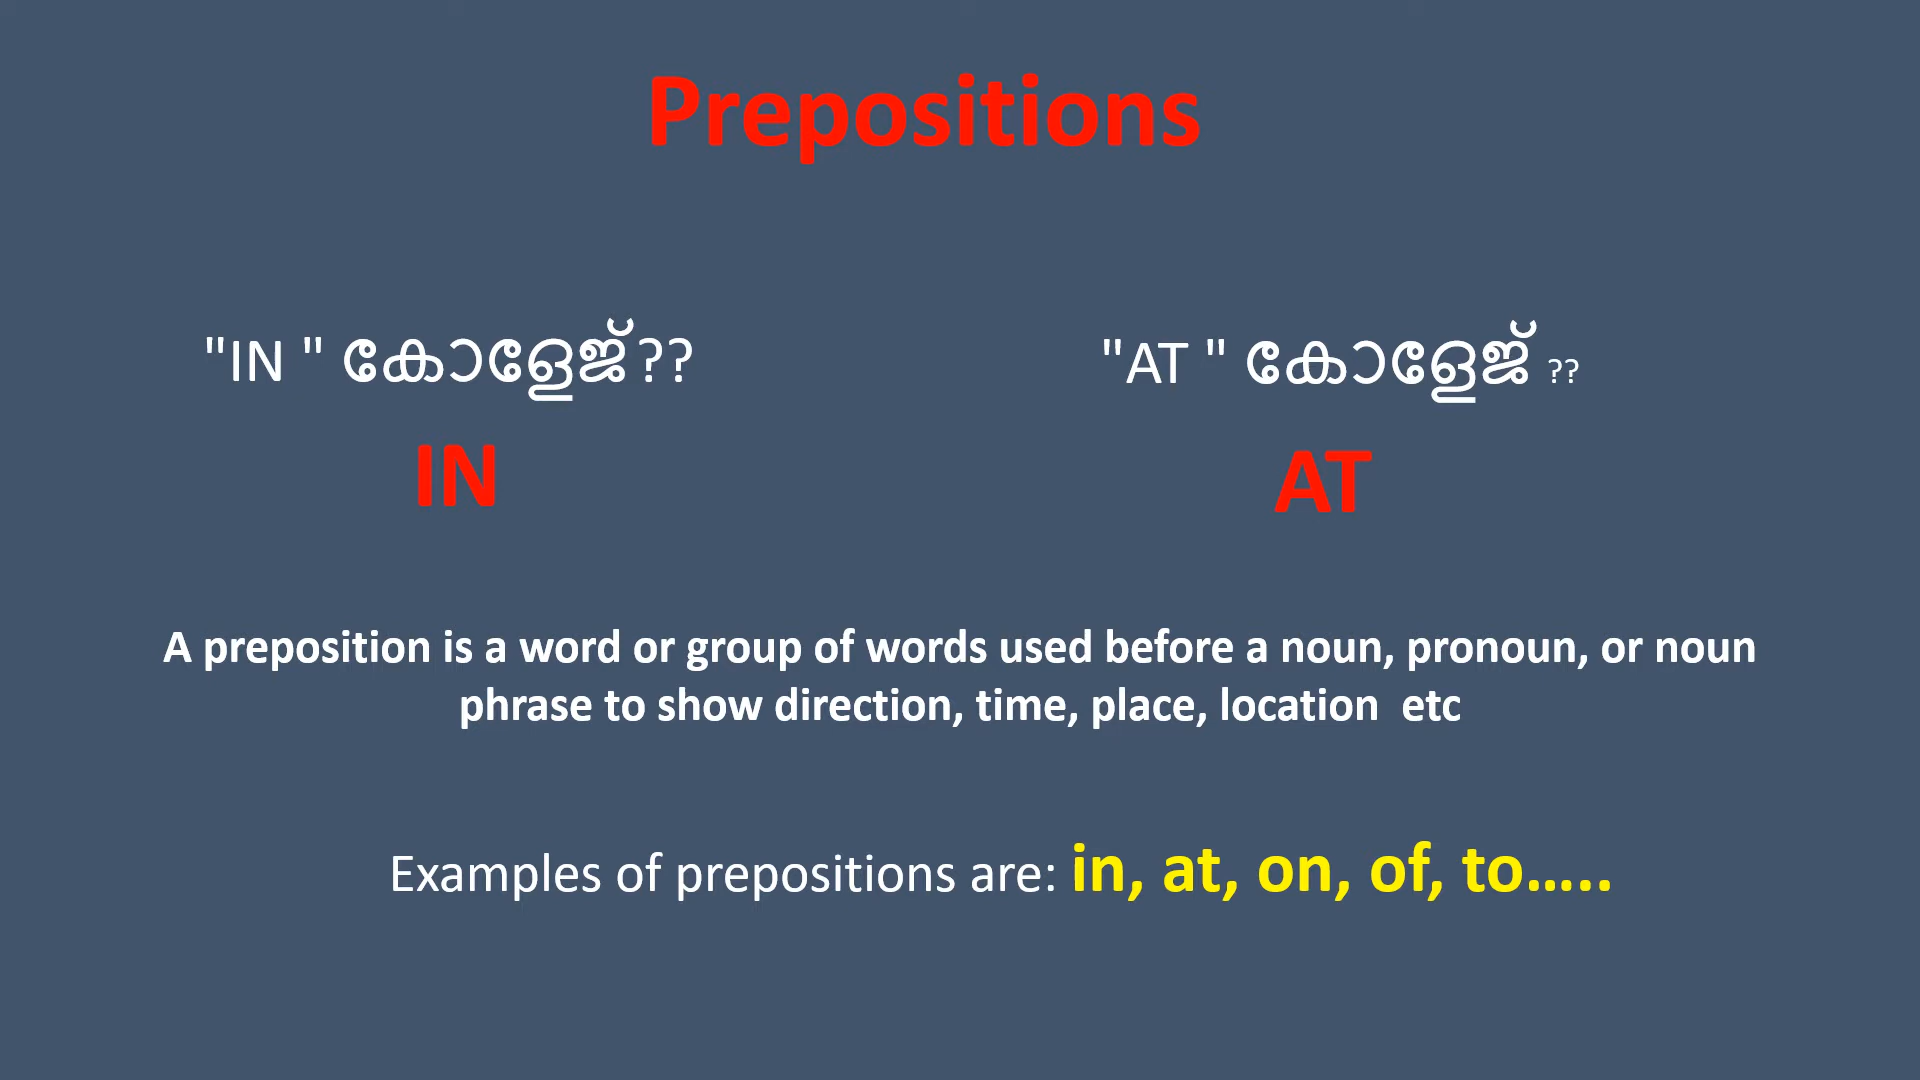 Prepositions
"IN " കോളേജ്??
"AT " കോളേജ് ??
IN
AT
A preposition is a word or group of words used before a noun, pronoun, or noun
phrase to show direction, time, place, location  etc
Examples of prepositions are: in, at, on, of, to…..